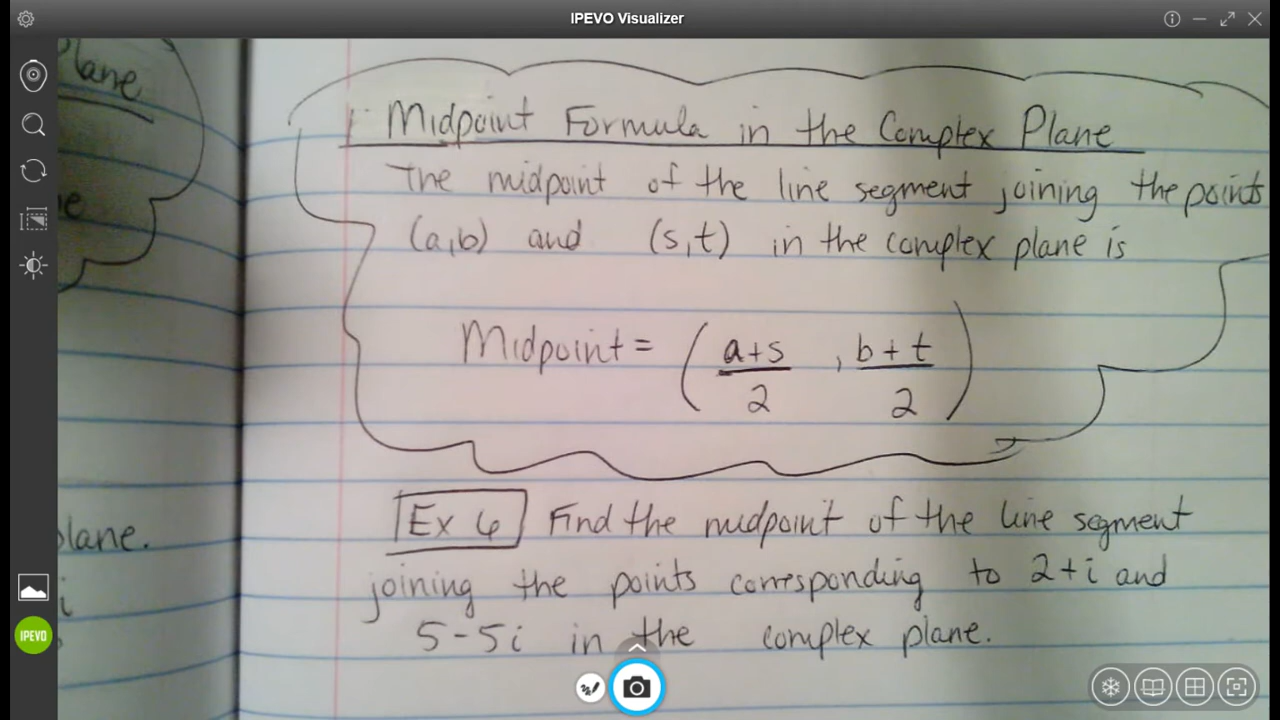 IPEVO Visualizer
lane
e
Midpoint Formula in the Complex Plane
The midpoint of the line segment joining the points
(a,b) and (s,t) in the complex plane is
Midpoint = (a+s/2, b+t/2)
Ex 6 Find the midpoint of the line segment
joining the points corresponding to 2+i and
5-5i in the complex plane.
plane.
i
IPEVO